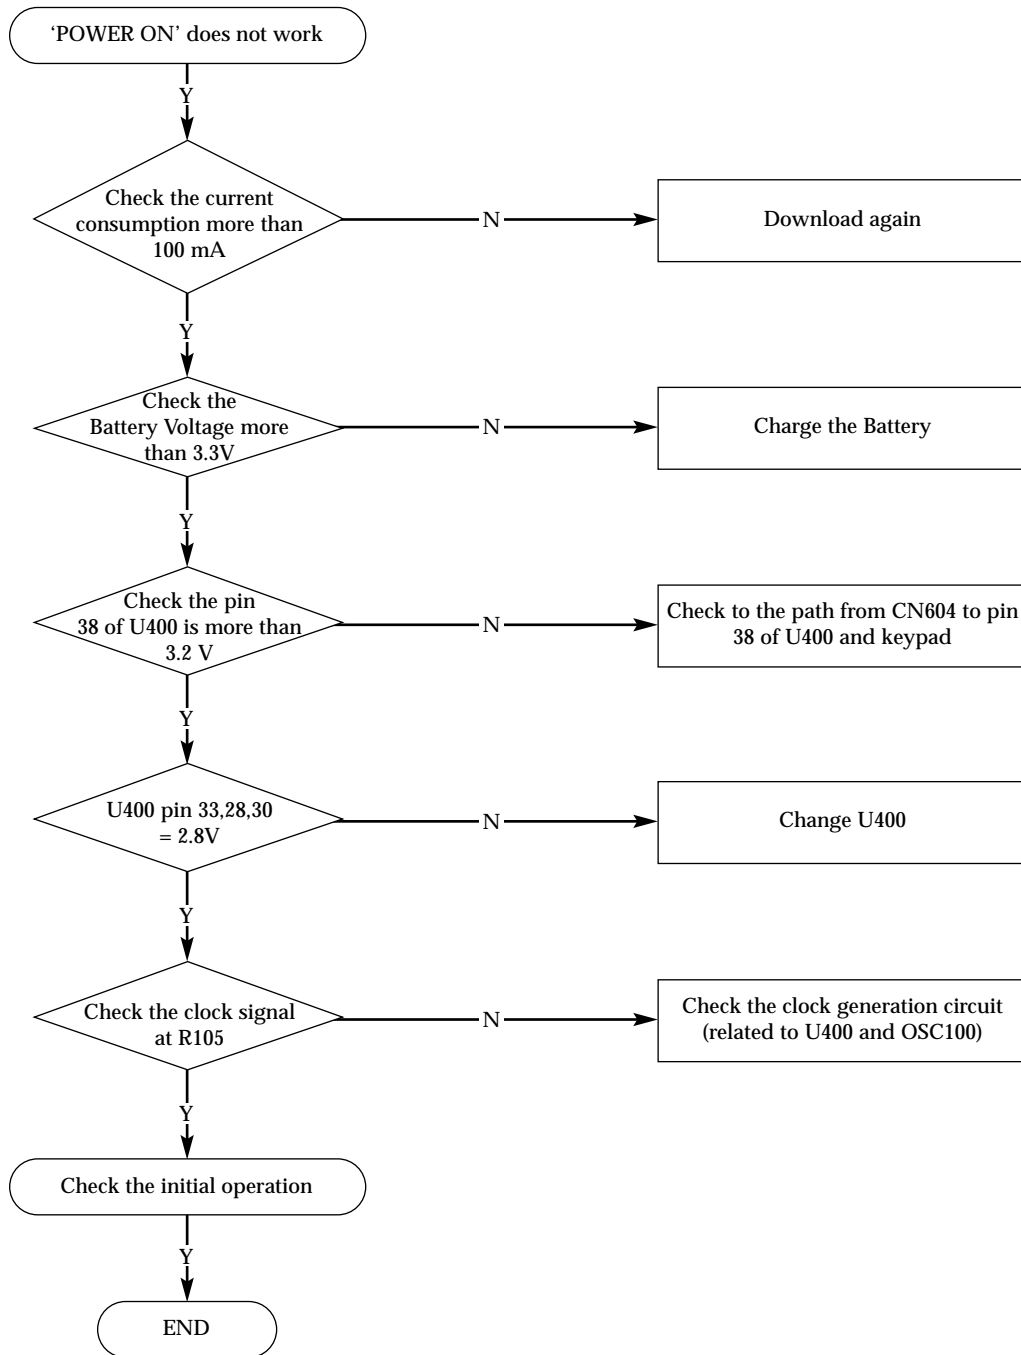 ‘POWER ON’ does not work
Y
Check the current
consumption more than
100 mA
N
Download again
Y
Check the
Battery Voltage more
than 3.3V
N
Charge the Battery
Y
Check the pin
38 of U400 is more than
3.2 V
N
Check to the path from CN604 to pin
38 of U400 and keypad
Y
U400 pin 33,28,30
= 2.8V
N
Change U400
Y
Check the clock signal
at R105
N
Check the clock generation circuit
(related to U400 and OSC100)
Y
Check the initial operation
Y
END